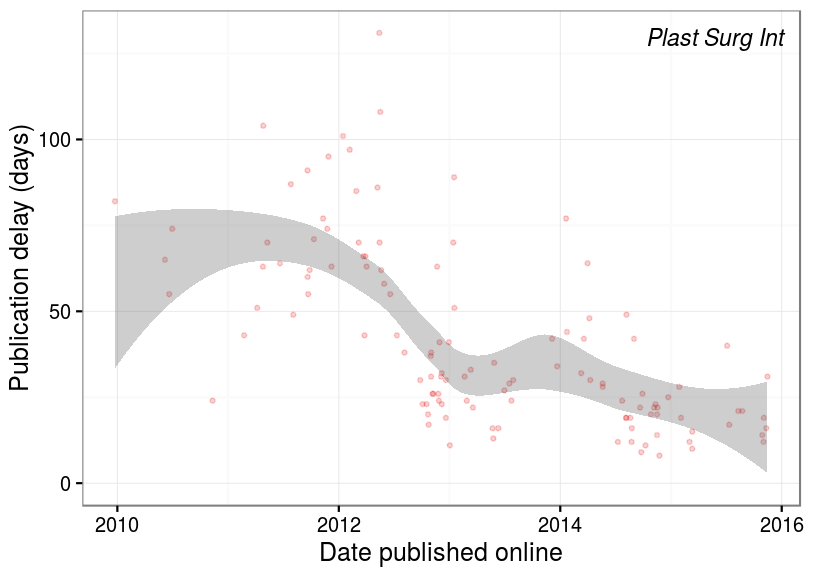 Plast Surg Int
Publication delay (days)
100
50
0
2010 2012 2014 2016
Date published online